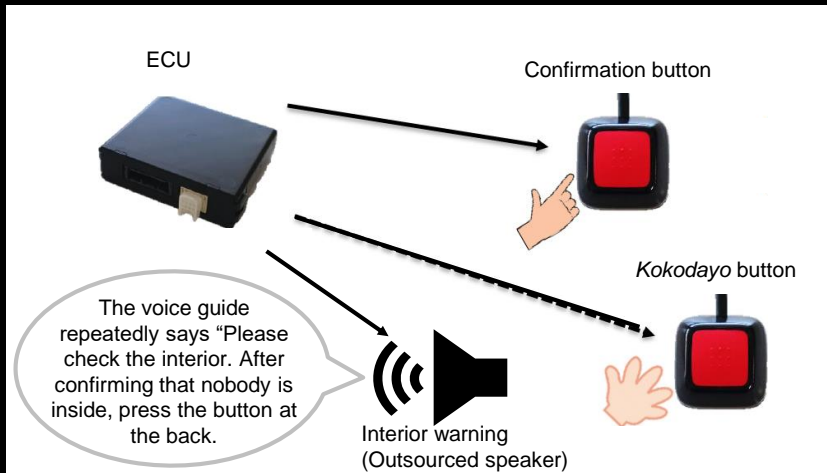 ECU
Confirmation button
Kokodayo button
The voice guide
repeatedly says “Please
check the interior. After
confirming that nobody is
inside, press the button at
the back.
Interior warning
(Outsourced speaker)